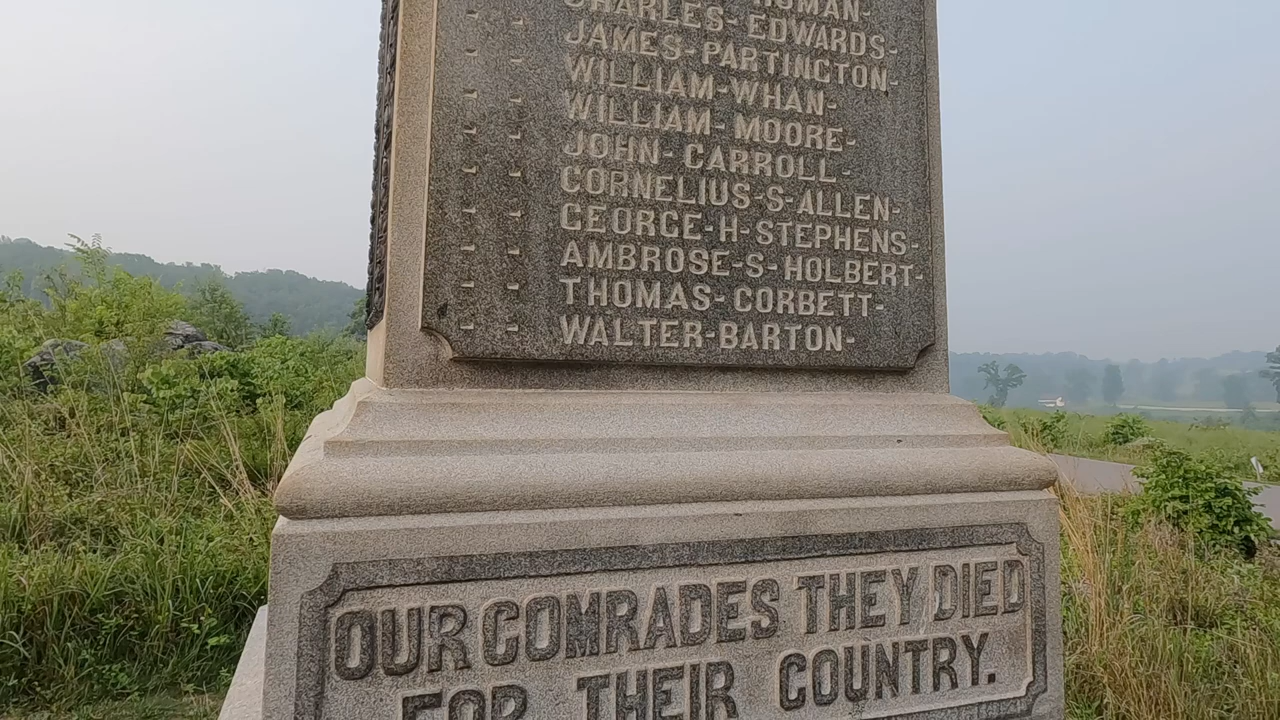 CHARLES-EDWARDS-
JAMES-PARTINGTON-
WILLIAM-WHAN-
WILLIAM-MOORE-
JOHN-CARROLL-
CORNELIUS-S-ALLEN-
GEORGE-H-STEPHENS-
AMBROSE-S-HOLBERT-
THOMAS-CORBETT-
WALTER-BARTON-
OUR COMRADES THEY DIED
FOR THEIR COUNTRY.